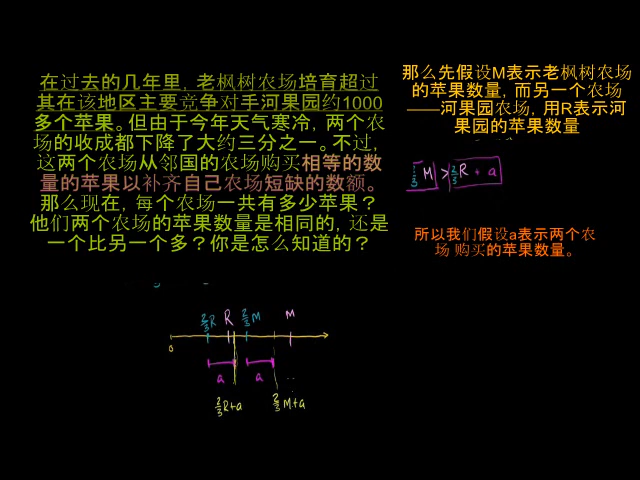 在过去的几年里，老枫树农场培育超过
其在该地区主要竞争对手河果园约1000
多个苹果。但由于今年天气寒冷，两个农
场的收成都下降了大约三分之一。不过，
这两个农场从邻国的农场购买相等的数
量的苹果以补齐自己农场短缺的数额。
那么现在，每个农场一共有多少苹果？
他们两个农场的苹果数量是相同的，还是
一个比另一个多？你是怎么知道的？
那么先假设M表示老枫树农场
的苹果数量，而另一个农场
——河果园农场，用R表示河
果园的苹果数量
M > 2/3 R + a
所以我们假设a表示两个农
场 购买的苹果数量。
2/3 R R 2/3 M M
0
a a
2/3 R+a 2/3 M+a